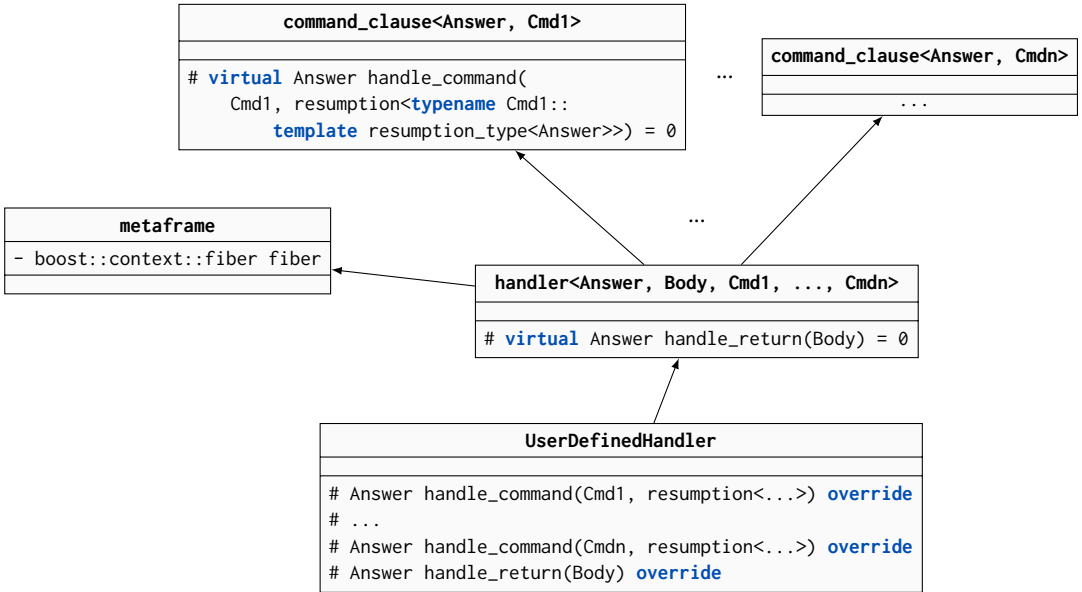 command_clause<Answer, Cmd1>
# virtual Answer handle_command(
Cmd1, resumption<typename Cmd1::
template resumption_type<Answer>>) = 0
...
command_clause<Answer, Cmdn>
...
...
metaframe
- boost::context::fiber fiber
handler<Answer, Body, Cmd1, ..., Cmdn>
# virtual Answer handle_return(Body) = 0
UserDefinedHandler
# Answer handle_command(Cmd1, resumption<...>) override
# ...
# Answer handle_command(Cmdn, resumption<...>) override
# Answer handle_return(Body) override